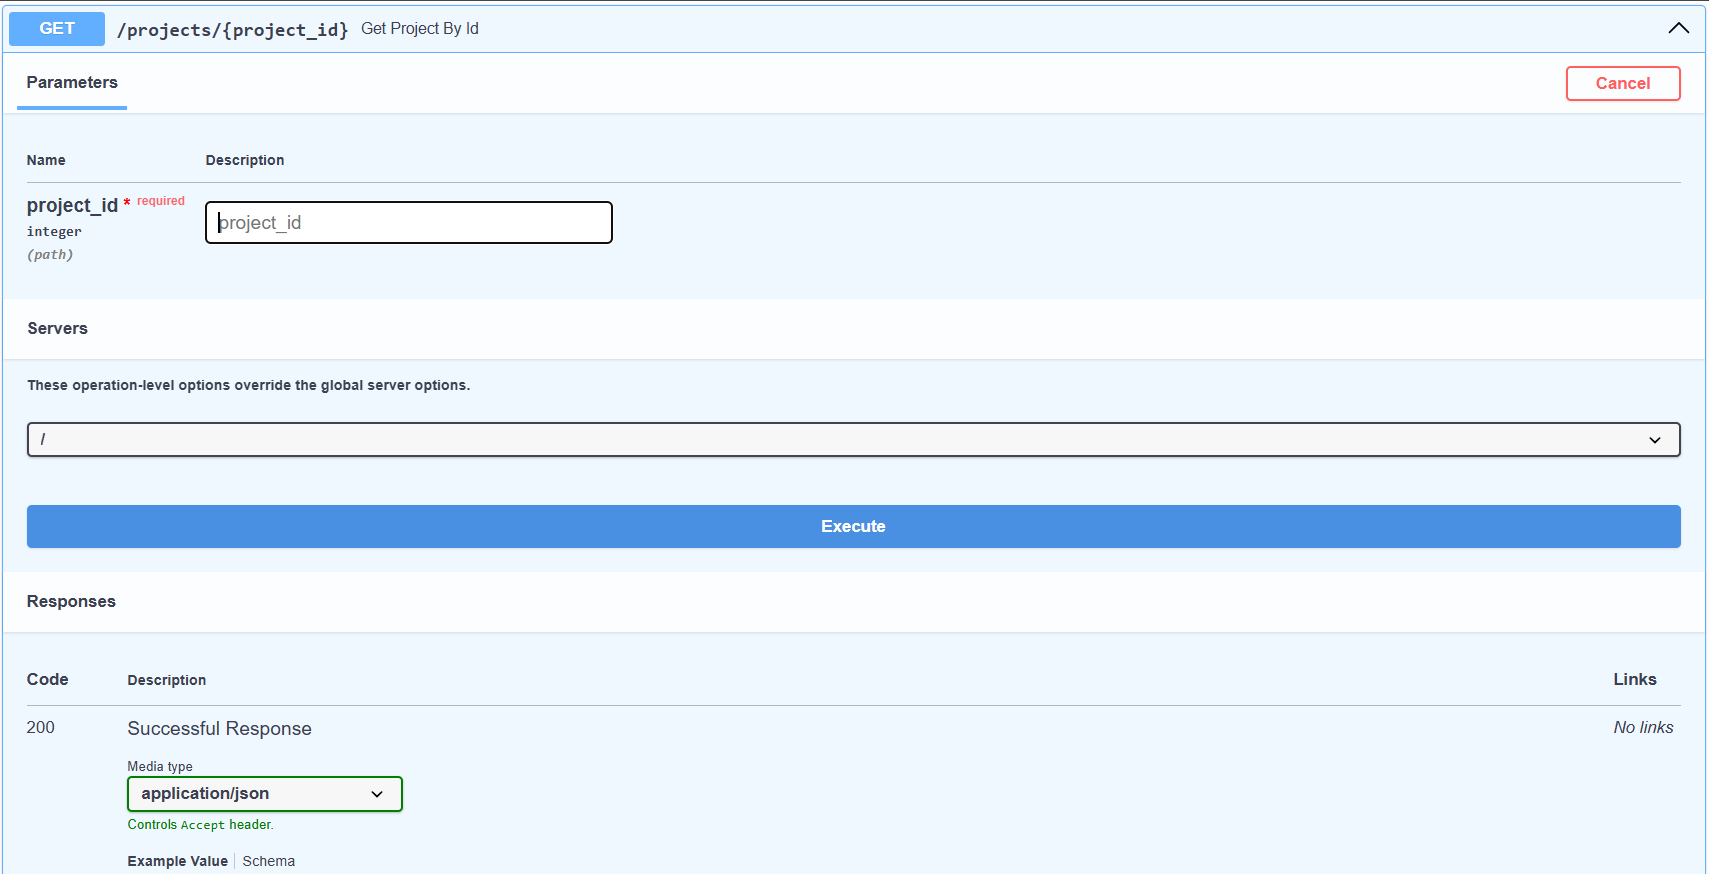 GET /projects/{project_id} Get Project By Id
Parameters
Cancel
Name Description
project_id * required
integer
(path)
project_id
Servers
These operation-level options override the global server options.
/
Execute
Responses
Code Description Links
200 Successful Response No links
Media type
application/json
Controls Accept header.
Example Value Schema